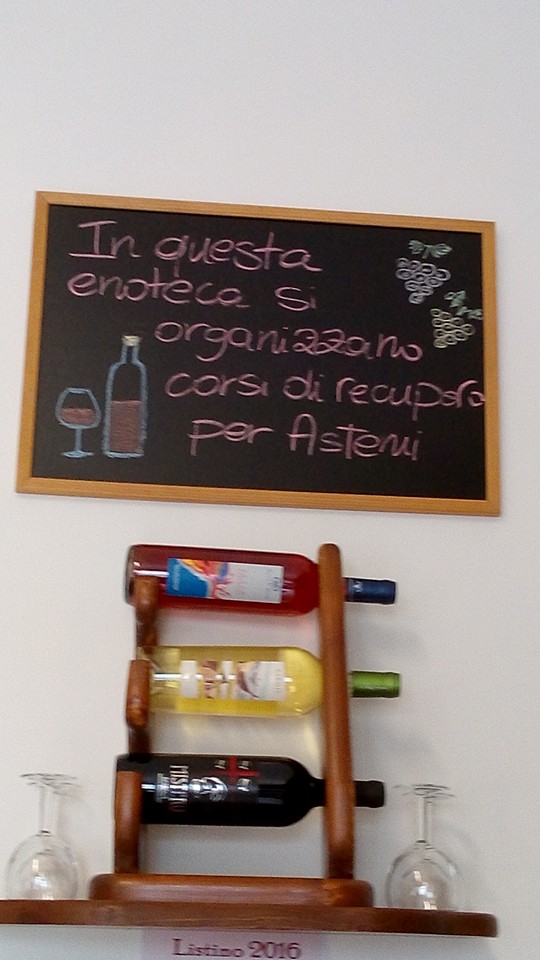 In questa
enoteca si
organizzano
corsi di recupero
per Astemi
Listino 2016